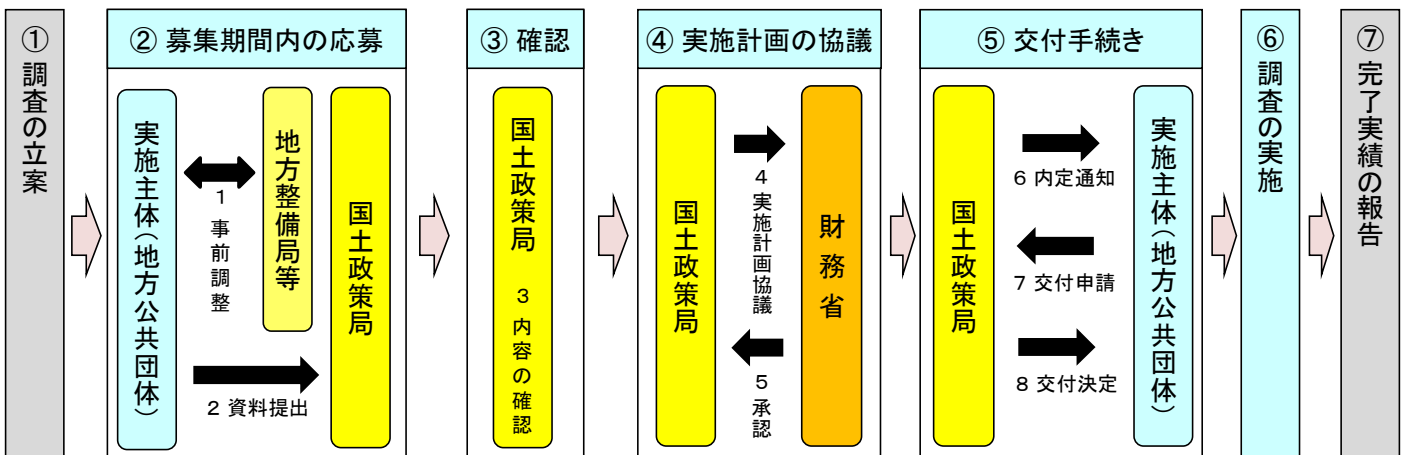 ① 調査の立案
② 募集期間内の応募
実施主体（地方公共団体）
1 事前調整
地方整備局等
2 資料提出
国土政策局
③ 確認
国土政策局
3 内容の確認
④ 実施計画の協議
国土政策局
4 実施計画協議
5 承認
財務省
⑤ 交付手続き
国土政策局
6 内定通知
7 交付申請
8 交付決定
実施主体（地方公共団体）
⑥ 調査の実施
⑦ 完了実績の報告